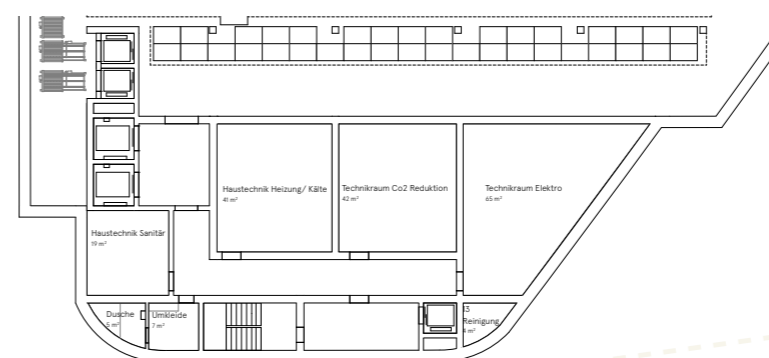 Haustechnik Heizung/ Kälte
41 m²
Technikraum Co2 Reduktion
42 m²
Technikraum Elektro
65 m²
Haustechnik Sanitär
19 m²
Dusche
5 m²
Umkleide
7 m²
13
Reinigung
4 m²